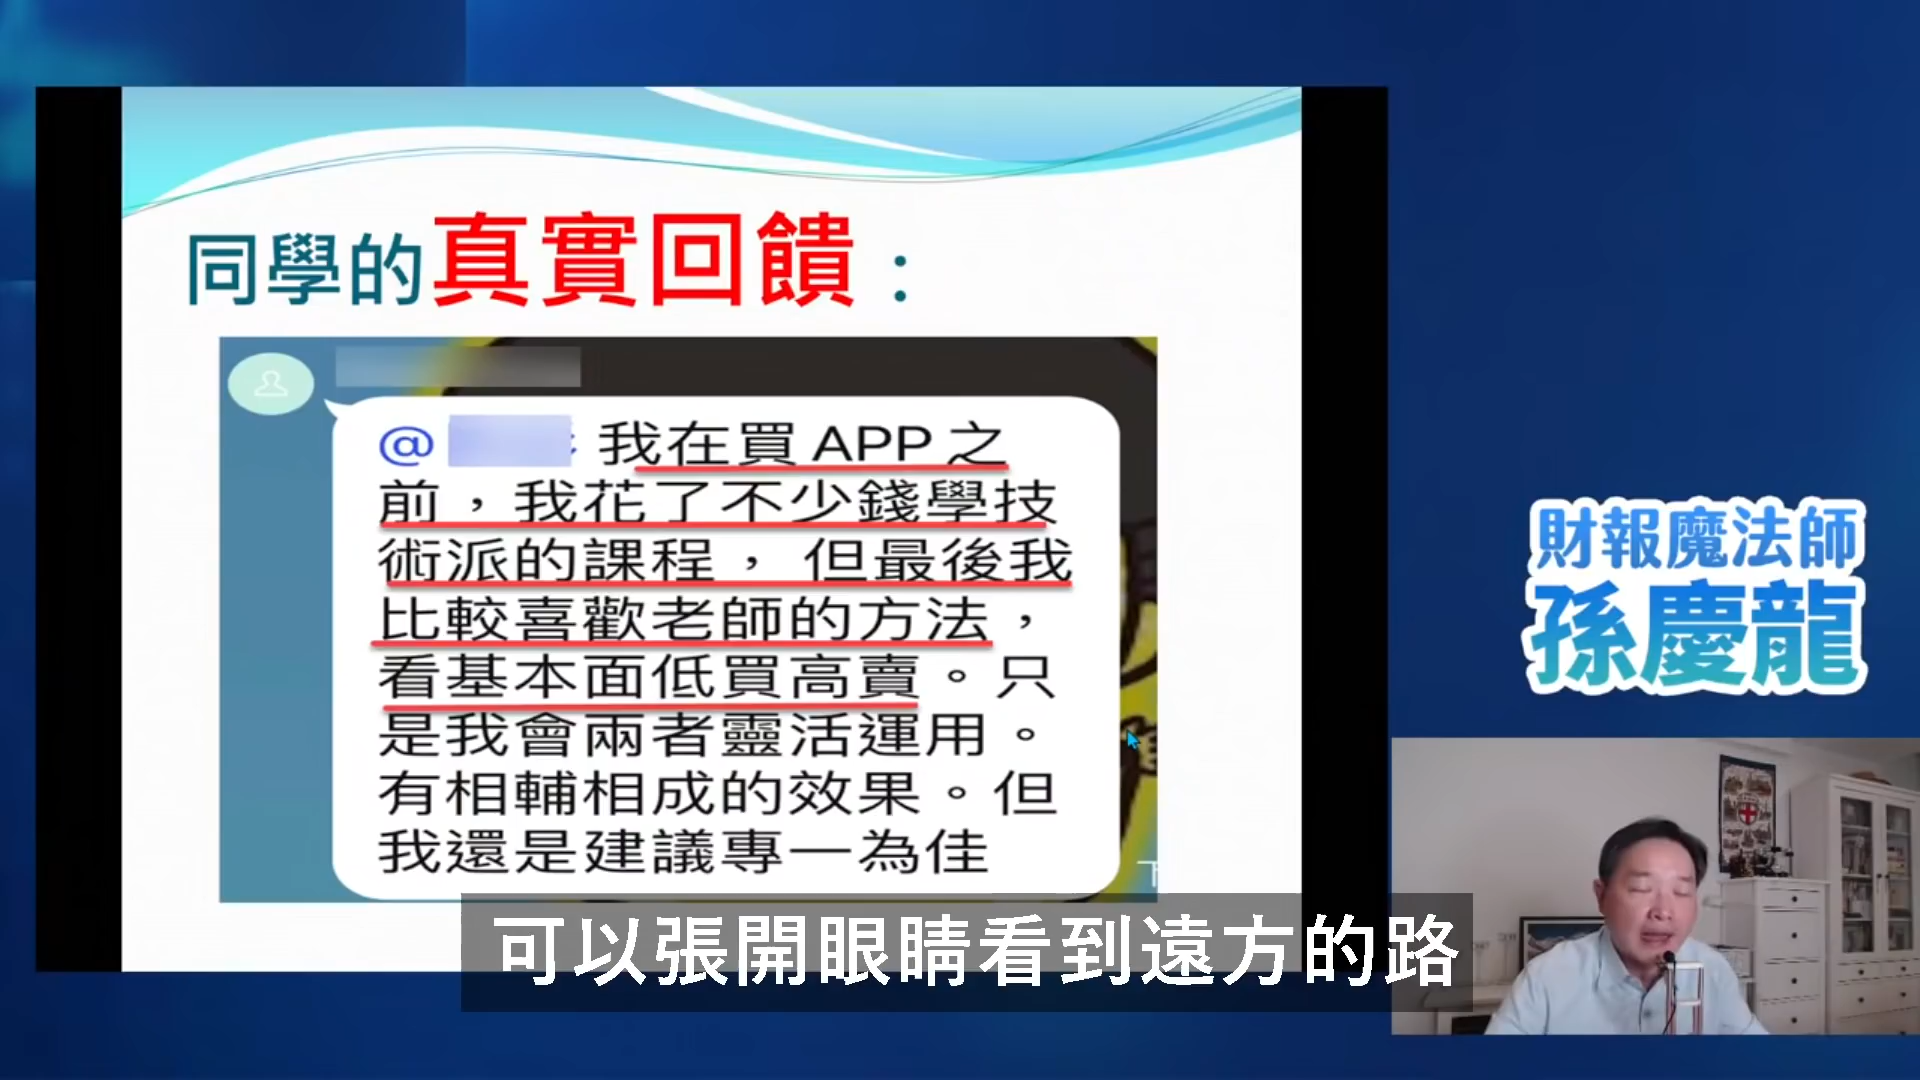 同學的真實回饋：
@ 我在買 APP 之
前，我花了不少錢學技
術派的課程， 但最後我
比較喜歡老師的方法，
看基本面低買高賣。只
是我會兩者靈活運用。
有相輔相成的效果。但
我還是建議專一為佳
財報魔法師
孫慶龍
可以張開眼睛看到遠方的路